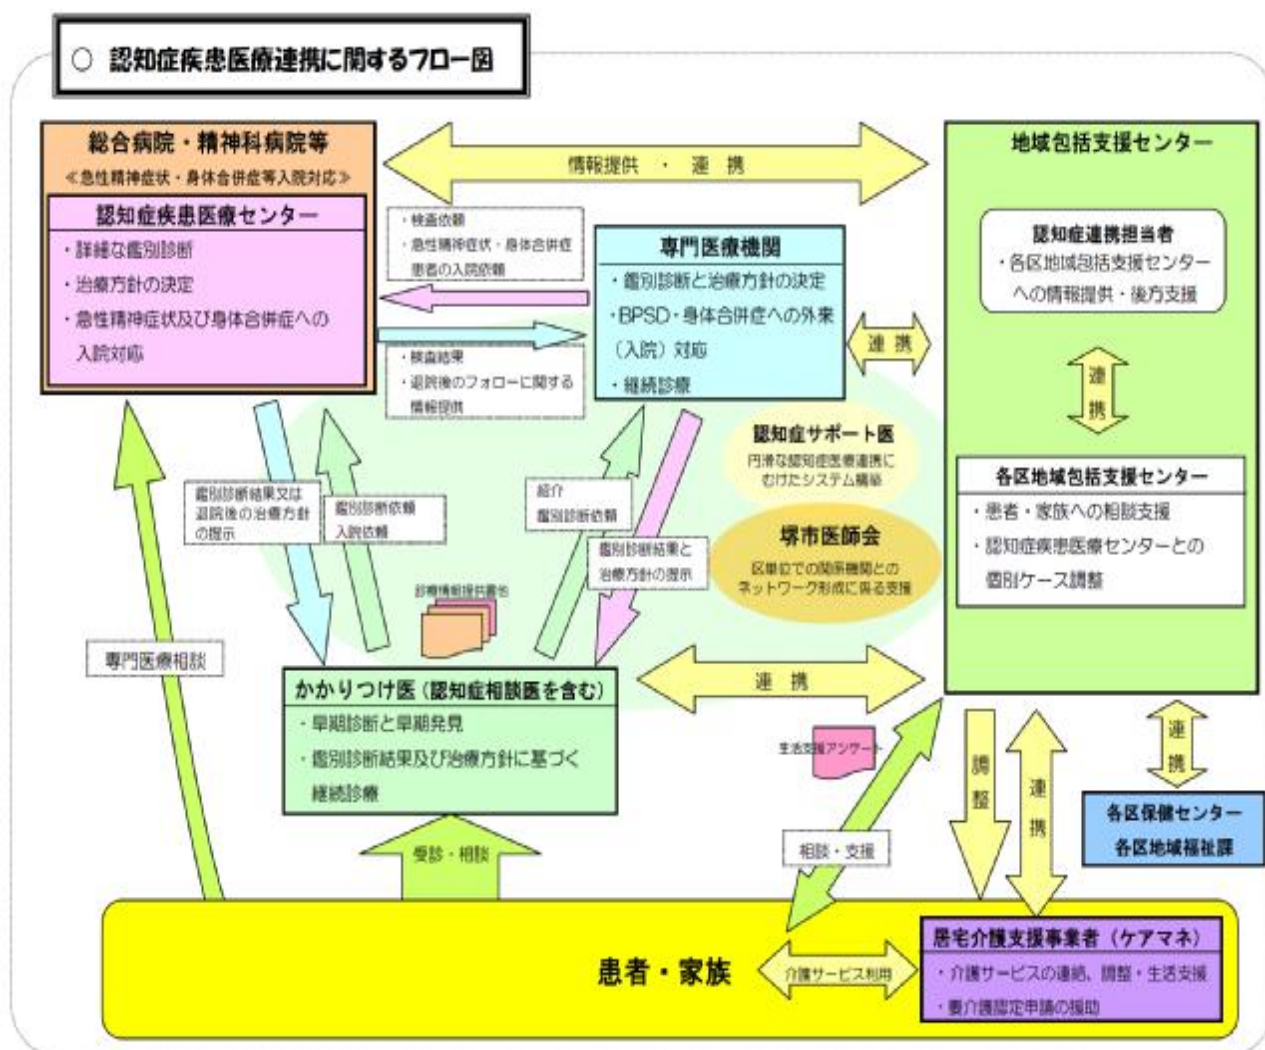 ○ 認知症疾患医療連携に関するフロー図
総合病院・精神科病院等
≪急性精神症状・身体合併症等入院対応≫
認知症疾患医療センター
・詳細な鑑別診断
・治療方針の決定
・急性精神症状及び身体合併症への
入院対応
情報提供 ・ 連携
・検査依頼
・急性精神症状・身体合併症
患者の入院依頼
・検査結果
・退院後のフォローに関する
情報提供
専門医療機関
・鑑別診断と治療方針の決定
・BPSD・身体合併症への外来
(入院)対応
・継続診療
連携
地域包括支援センター
認知症連携担当者
・各区地域包括支援センター
への情報提供・後方支援
連携
各区地域包括支援センター
・患者・家族への相談支援
・認知症疾患医療センターとの
個別ケース調整
認知症サポート医
円滑な認知症医療連携に
むけたシステム構築
堺市医師会
区単位での関係機関との
ネットワーク形成に係る支援
鑑別診断結果又は
退院後の治療方針
の提示
鑑別診断依頼
入院依頼
紹介
鑑別診断依頼
鑑別診断結果と
治療方針の提示
診療情報提供書他
専門医療相談
かかりつけ医(認知症相談医を含む)
・早期診断と早期発見
・鑑別診断結果及び治療方針に基づく
継続診療
連携
生活支援アンケート
受診・相談
相談・支援
調整
連携
連携
各区保健センター
各区地域福祉課
患者・家族
介護サービス利用
居宅介護支援事業者(ケアマネ)
・介護サービスの連絡、調整・生活支援
・要介護認定申請の援助